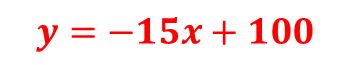 y = −15x + 100